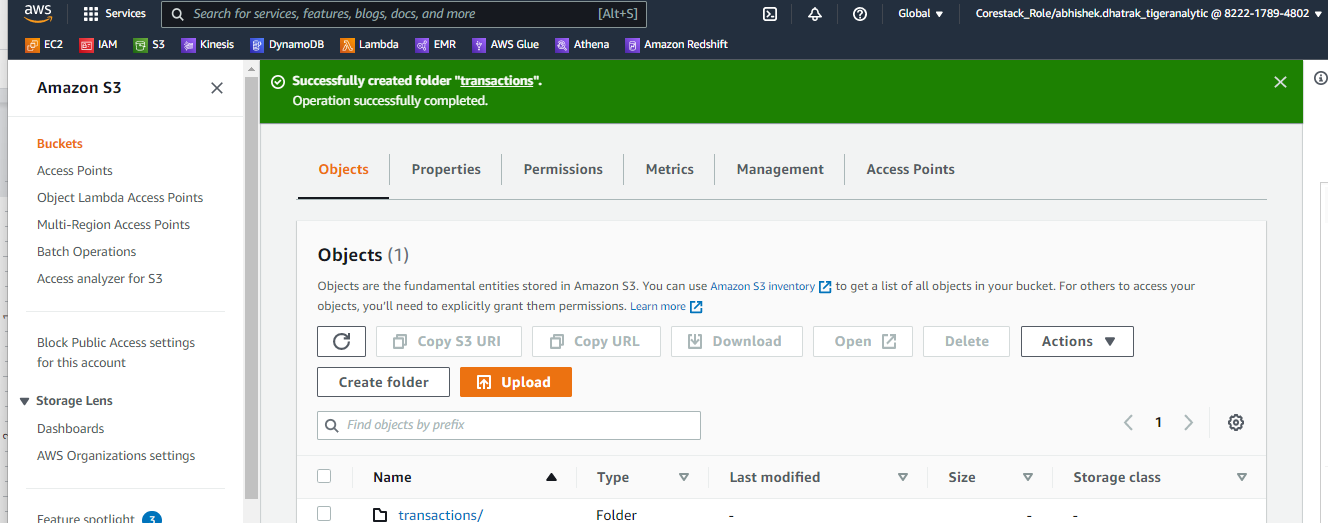 aws
Services
Search for services, features, blogs, docs, and more
[Alt+S]
Global
Corestack_Role/abhishek.dhatrak_tigeranalytic @ 8222-1789-4802
EC2
IAM
S3
Kinesis
DynamoDB
Lambda
EMR
AWS Glue
Athena
Amazon Redshift
Amazon S3
Buckets
Access Points
Object Lambda Access Points
Multi-Region Access Points
Batch Operations
Access analyzer for S3
Block Public Access settings
for this account
Storage Lens
Dashboards
AWS Organizations settings
Feature spotlight 3
Successfully created folder "transactions".
Operation successfully completed.
Objects
Properties
Permissions
Metrics
Management
Access Points
Objects (1)
Objects are the fundamental entities stored in Amazon S3. You can use Amazon S3 inventory to get a list of all objects in your bucket. For others to access your
objects, you'll need to explicitly grant them permissions. Learn more
Copy S3 URI
Copy URL
Download
Open
Delete
Actions
Create folder
Upload
Find objects by prefix
1
Name
Type
Last modified
Size
Storage class
transactions/
Folder
-
-
-